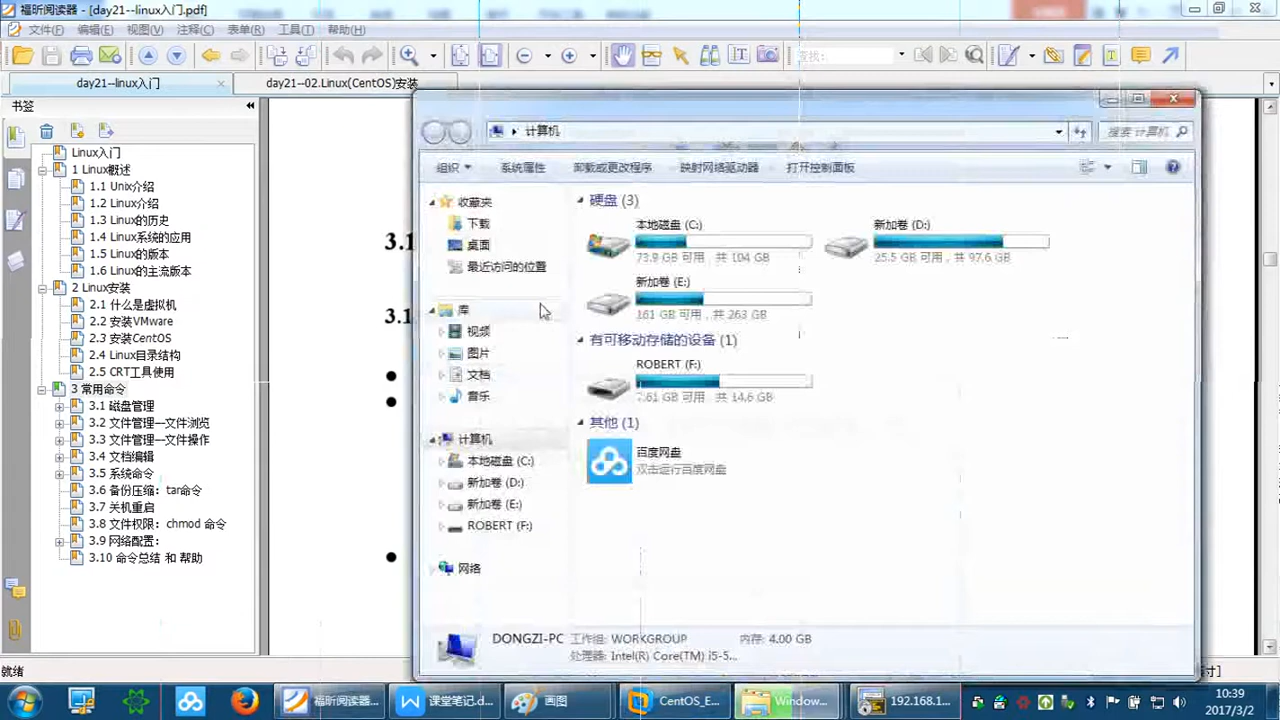 福昕阅读器 - [day21--linux入门.pdf]
文件(F) 编辑(E) 视图(V) 注释(C) 表单(R) 工具(T) 帮助(H)
查找:
day21--linux入门
day21--02.Linux(CentOS)安装
书签
Linux入门
1 Linux概述
1.1 Unix介绍
1.2 Linux介绍
1.3 Linux的历史
1.4 Linux系统的应用
1.5 Linux的版本
1.6 Linux的主流版本
2 Linux安装
2.1 什么是虚拟机
2.2 安装VMware
2.3 安装CentOS
2.4 Linux目录结构
2.5 CRT工具使用
3 常用命令
3.1 磁盘管理
3.2 文件管理—文件浏览
3.3 文件管理—文件操作
3.4 文档编辑
3.5 系统命令
3.6 备份压缩：tar命令
3.7 关机重启
3.8 文件权限：chmod 命令
3.9 网络配置:
3.10 命令总结 和 帮助
3.1
3.1
计算机
搜索 计算机
组织 系统属性 卸载或更改程序 映射网络驱动器 打开控制面板
收藏夹
下载
桌面
最近访问的位置
库
视频
图片
文档
音乐
计算机
本地磁盘 (C:)
新加卷 (D:)
新加卷 (E:)
ROBERT (F:)
网络
硬盘 (3)
本地磁盘 (C:)
73.9 GB 可用，共 104 GB
新加卷 (D:)
25.5 GB 可用，共 97.6 GB
新加卷 (E:)
161 GB 可用，共 263 GB
有可移动存储的设备 (1)
ROBERT (F:)
7.61 GB 可用，共 14.6 GB
其他 (1)
百度网盘
双击运行百度网盘
DONGZI-PC 工作组: WORKGROUP 内存: 4.00 GB
处理器: Intel(R) Core(TM) i5-5...
就绪
福昕阅读器... 课堂笔记.d... 画图 CentOS_E... Window... 192.168.1...
10:39
2017/3/2